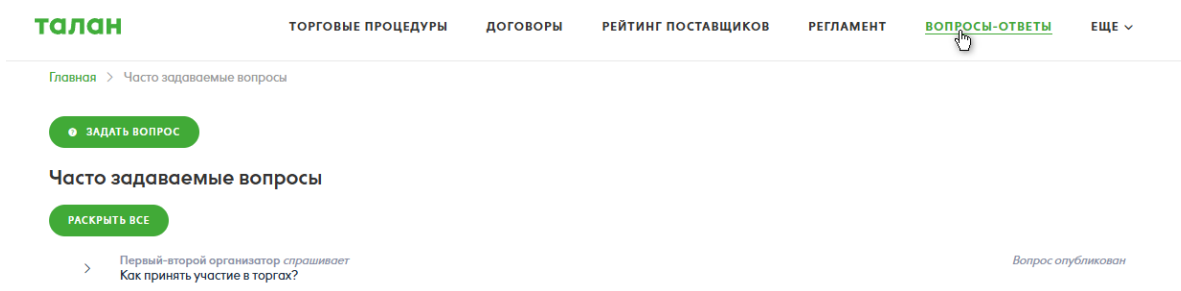 талан ТОРГОВЫЕ ПРОЦЕДУРЫ ДОГОВОРЫ РЕЙТИНГ ПОСТАВЩИКОВ РЕГЛАМЕНТ ВОПРОСЫ-ОТВЕТЫ ЕЩЕ
Главная > Часто задаваемые вопросы
ЗАДАТЬ ВОПРОС
Часто задаваемые вопросы
РАСКРЫТЬ ВСЕ
Первый-второй организатор спрашивает Вопрос опубликован
Как принять участие в торгах?